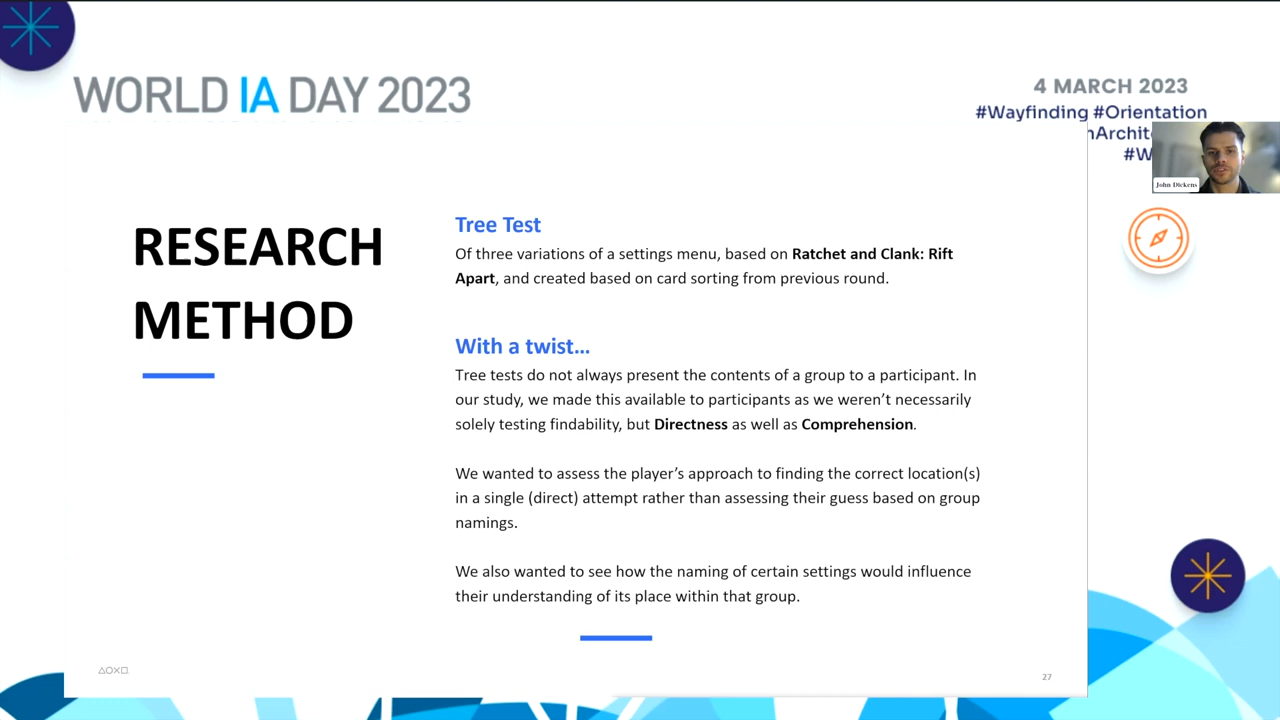 WORLD IA DAY 2023
4 MARCH 2023
#Wayfinding #Orientation
#W
John Dickens
RESEARCH
METHOD
Tree Test
Of three variations of a settings menu, based on Ratchet and Clank: Rift
Apart, and created based on card sorting from previous round.
With a twist...
Tree tests do not always present the contents of a group to a participant. In
our study, we made this available to participants as we weren't necessarily
solely testing findability, but Directness as well as Comprehension.
We wanted to assess the player's approach to finding the correct location(s)
in a single (direct) attempt rather than assessing their guess based on group
namings.
We also wanted to see how the naming of certain settings would influence
their understanding of its place within that group.
27